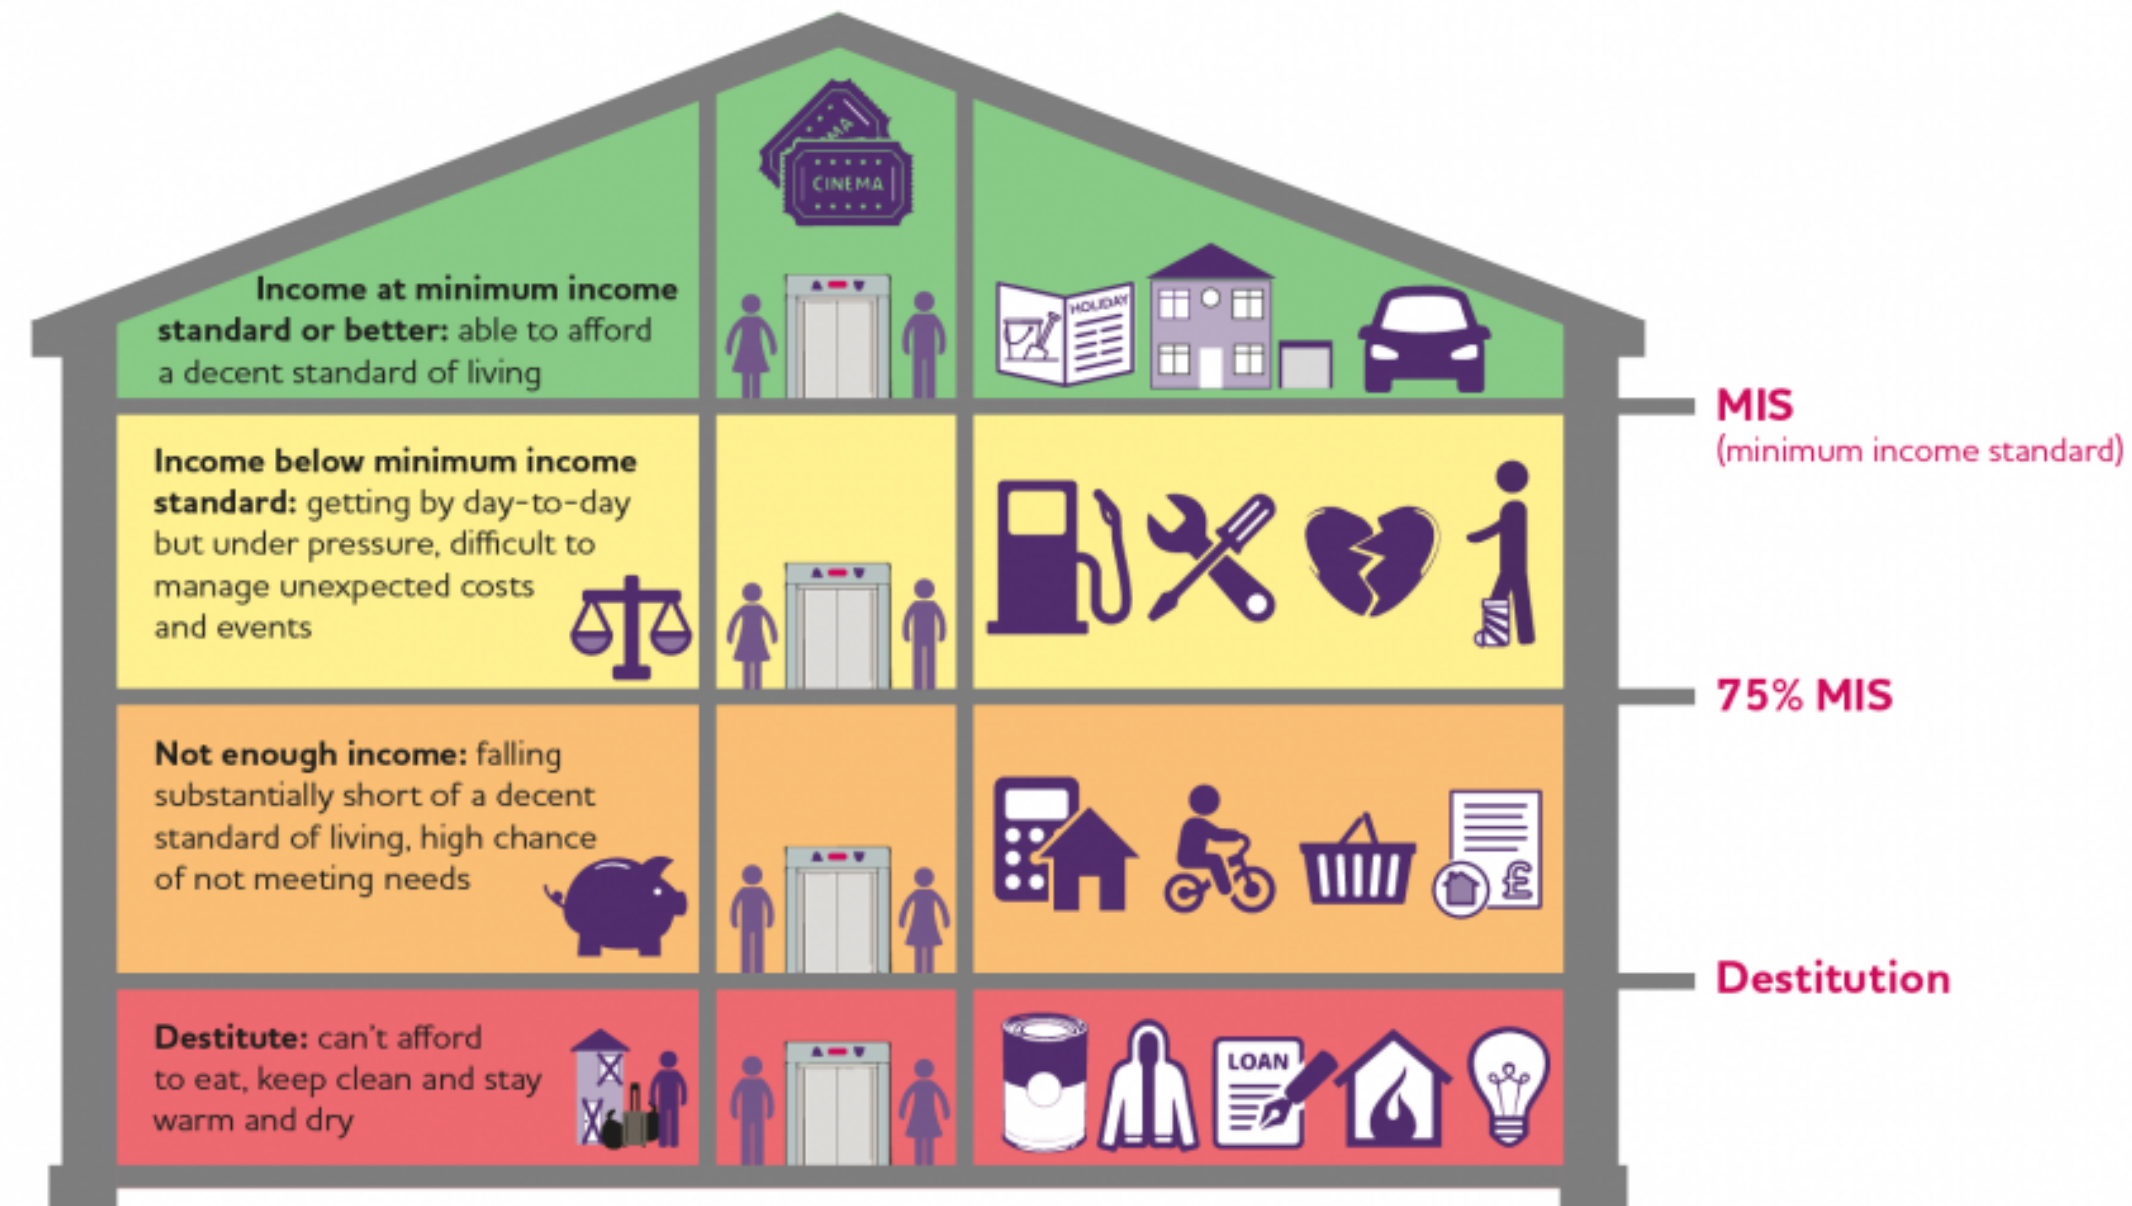 MA
CINEMA
Income at minimum income
standard or better: able to afford
a decent standard of living
HOLIDAY
MIS
(minimum income standard)
Income below minimum income
standard: getting by day-to-day
but under pressure, difficult to
manage unexpected costs
and events
75% MIS
Not enough income: falling
substantially short of a decent
standard of living, high chance
of not meeting needs
£
Destitution
Destitute: can't afford
to eat, keep clean and stay
warm and dry
LOAN